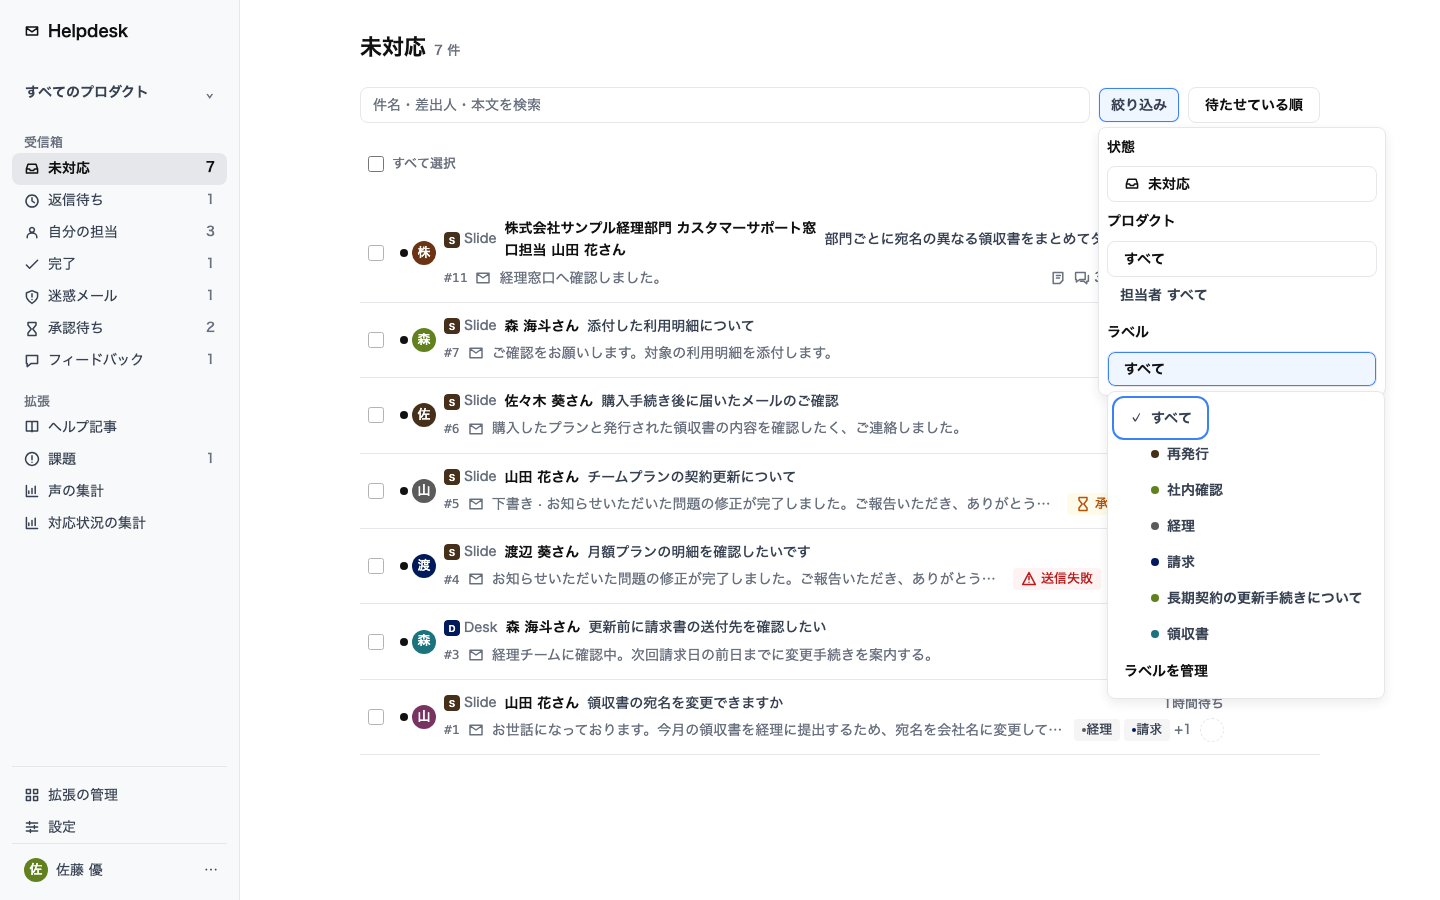 Helpdesk
すべてのプロダクト
受信箱
未対応 7
返信待ち 1
自分の担当 3
完了 1
迷惑メール 1
承認待ち 2
フィードバック 1
拡張
ヘルプ記事
課題 1
声の集計
対応状況の集計
拡張の管理
設定
佐 佐藤 優 …
未対応 7 件
件名・差出人・本文を検索
絞り込み
待たせている順
すべて選択
株 S Slide 株式会社サンプル経理部門 カスタマーサポート窓
口担当 山田 花さん
部門ごとに宛名の異なる領収書をまとめて
#11 経理窓口へ確認しました。
森 S Slide 森 海斗さん 添付した利用明細について
#7 ご確認をお願いします。対象の利用明細を添付します。
佐 S Slide 佐々木 葵さん 購入手続き後に届いたメールのご確認
#6 購入したプランと発行された領収書の内容を確認したく、ご連絡しました。
山 S Slide 山田 花さん チームプランの契約更新について
#5 下書き · お知らせいただいた問題の修正が完了しました。ご報告いただき、ありがとう… 承
渡 S Slide 渡辺 葵さん 月額プランの明細を確認したいです
#4 お知らせいただいた問題の修正が完了しました。ご報告いただき、ありがとう… 送信失敗
森 D Desk 森 海斗さん 更新前に請求書の送付先を確認したい
#3 経理チームに確認中。次回請求日の前日までに変更手続きを案内する。
山 S Slide 山田 花さん 領収書の宛名を変更できますか 1時間待ち
#1 お世話になっております。今月の領収書を経理に提出するため、宛名を会社名に変更して… •経理 •請求 +1
状態
未対応
プロダクト
すべて
担当者 すべて
ラベル
すべて
✓ すべて
再発行
社内確認
経理
請求
長期契約の更新手続きについて
領収書
ラベルを管理